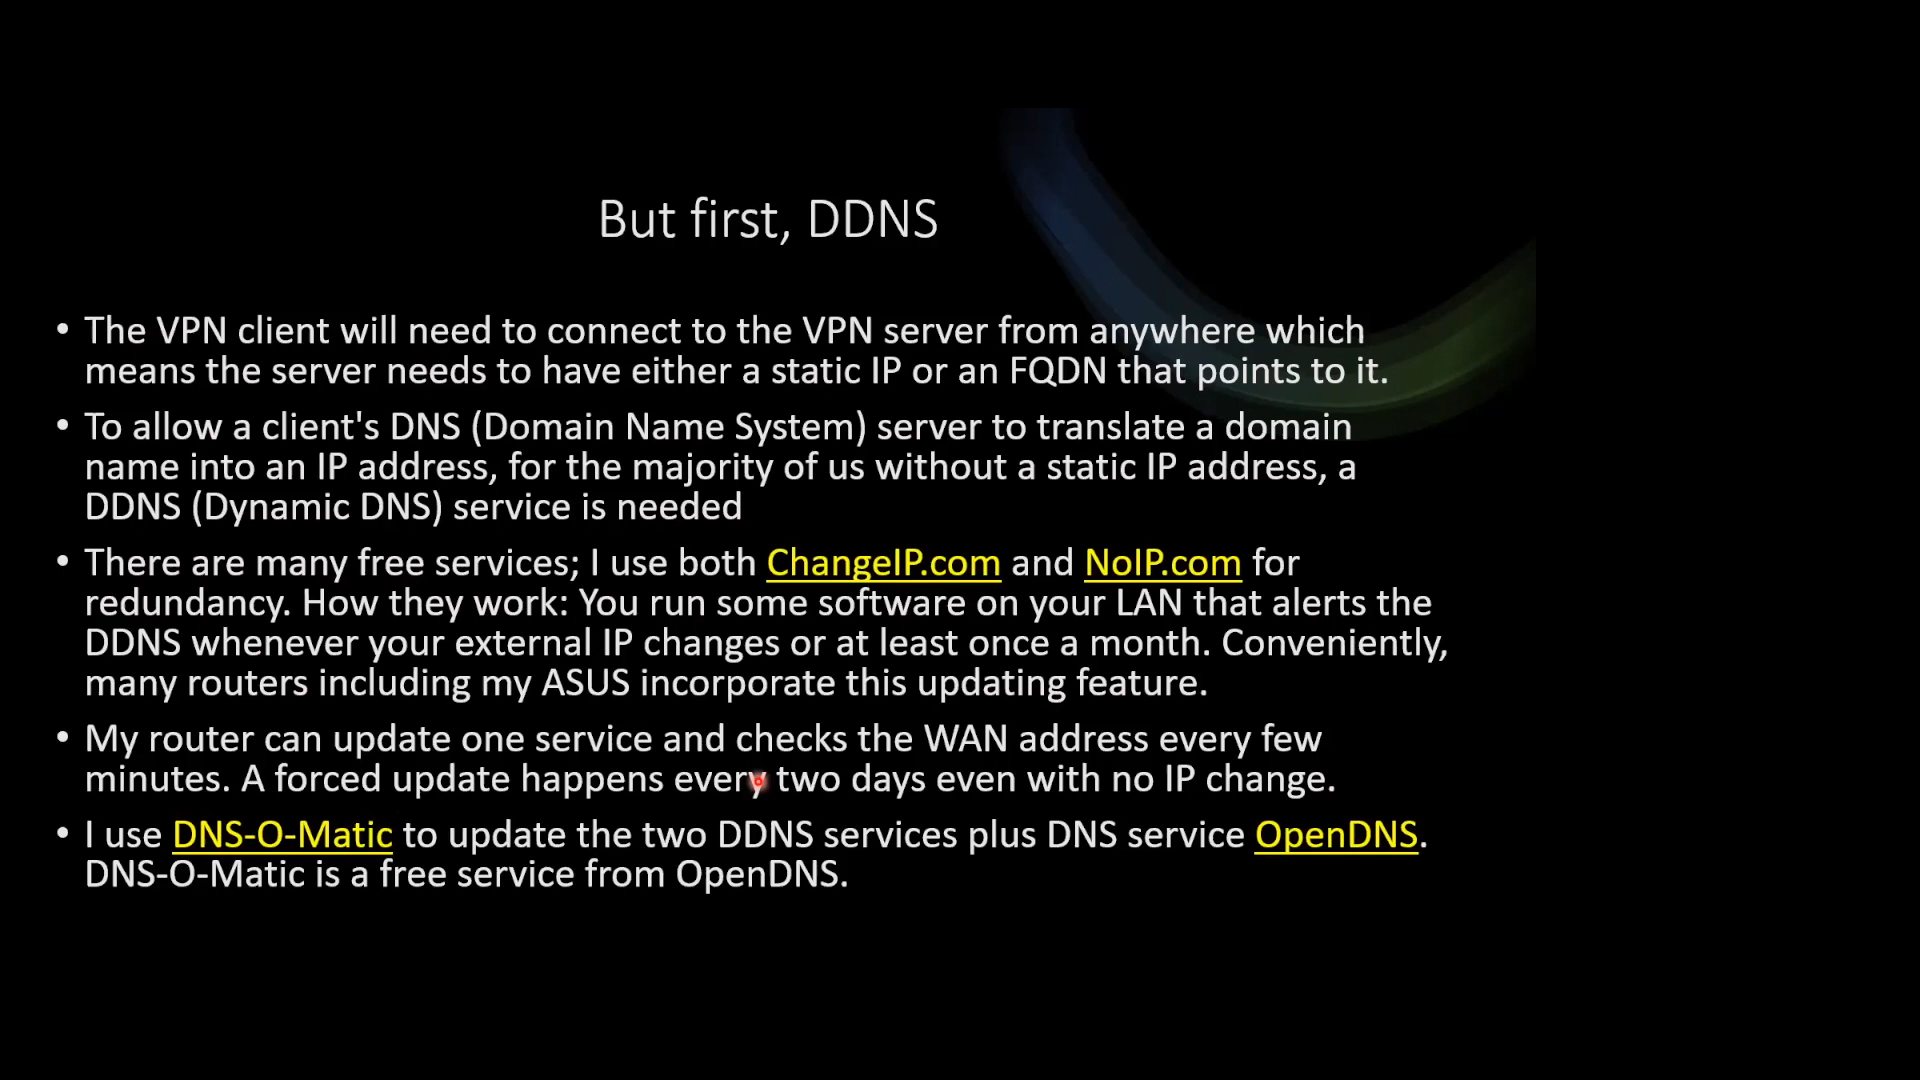 But first, DDNS
• The VPN client will need to connect to the VPN server from anywhere which
means the server needs to have either a static IP or an FQDN that points to it.
• To allow a client's DNS (Domain Name System) server to translate a domain
name into an IP address, for the majority of us without a static IP address, a
DDNS (Dynamic DNS) service is needed
• There are many free services; I use both ChangeIP.com and NoIP.com for
redundancy. How they work: You run some software on your LAN that alerts the
DDNS whenever your external IP changes or at least once a month. Conveniently,
many routers including my ASUS incorporate this updating feature.
• My router can update one service and checks the WAN address every few
minutes. A forced update happens every two days even with no IP change.
• I use DNS-O-Matic to update the two DDNS services plus DNS service OpenDNS.
DNS-O-Matic is a free service from OpenDNS.